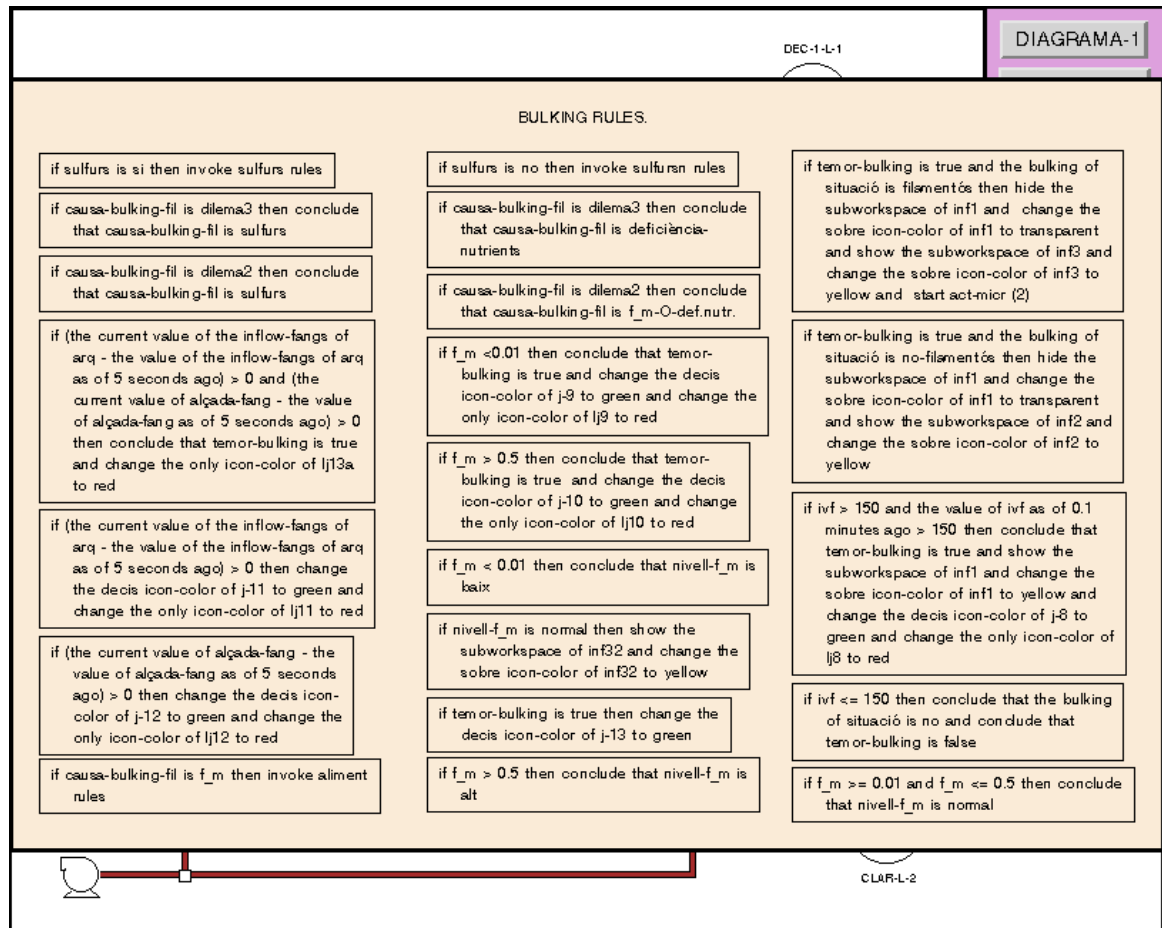 DEC-1-L-1
DIAGRAMA-1
BULKING RULES.
if sulfurs is si then invoke sulfurs rules
if causa-bulking-fil is dilema3 then conclude
that causa-bulking-fil is sulfurs
if causa-bulking-fil is dilema2 then conclude
that causa-bulking-fil is sulfurs
if (the current value of the inflow-fangs of
arq - the value of the inflow-fangs of arq
as of 5 seconds ago) > 0 and (the
current value of alçada-fang - the value
of alçada-fang as of 5 seconds ago) > 0
then conclude that temor-bulking is true
and change the only icon-color of lj13a
to red
if (the current value of the inflow-fangs of
arq - the value of the inflow-fangs of arq
as of 5 seconds ago) > 0 then change
the decis icon-color of j-11 to green and
change the only icon-color of lj11 to red
if (the current value of alçada-fang - the
value of alçada-fang as of 5 seconds
ago) > 0 then change the decis icon-
color of j-12 to green and change the
only icon-color of lj12 to red
if causa-bulking-fil is f_m then invoke aliment
rules
if sulfurs is no then invoke sulfursn rules
if causa-bulking-fil is dilema3 then conclude
that causa-bulking-fil is deficiència-
nutrients
if causa-bulking-fil is dilema2 then conclude
that causa-bulking-fil is f_m-O-def.nutr.
if f_m <0.01 then conclude that temor-
bulking is true and change the decis
icon-color of j-9 to green and change the
only icon-color of lj9 to red
if f_m > 0.5 then conclude that temor-
bulking is true and change the decis
icon-color of j-10 to green and change
the only icon-color of lj10 to red
if f_m < 0.01 then conclude that nivell-f_m is
baix
if nivell-f_m is normal then show the
subworkspace of inf32 and change the
sobre icon-color of inf32 to yellow
if temor-bulking is true then change the
decis icon-color of j-13 to green
if f_m > 0.5 then conclude that nivell-f_m is
alt
if temor-bulking is true and the bulking of
situació is filamentós then hide the
subworkspace of inf1 and change the
sobre icon-color of inf1 to transparent
and show the subworkspace of inf3 and
change the sobre icon-color of inf3 to
yellow and start act-micr (2)
if temor-bulking is true and the bulking of
situació is no-filamentós then hide the
subworkspace of inf1 and change the
sobre icon-color of inf1 to transparent
and show the subworkspace of inf2 and
change the sobre icon-color of inf2 to
yellow
if ivf > 150 and the value of ivf as of 0.1
minutes ago > 150 then conclude that
temor-bulking is true and show the
subworkspace of inf1 and change the
sobre icon-color of inf1 to yellow and
change the decis icon-color of j-8 to
green and change the only icon-color of
lj8 to red
if ivf <= 150 then conclude that the bulking
of situació is no and conclude that
temor-bulking is false
if f_m >= 0.01 and f_m <= 0.5 then conclude
that nivell-f_m is normal
CLAR-L-2